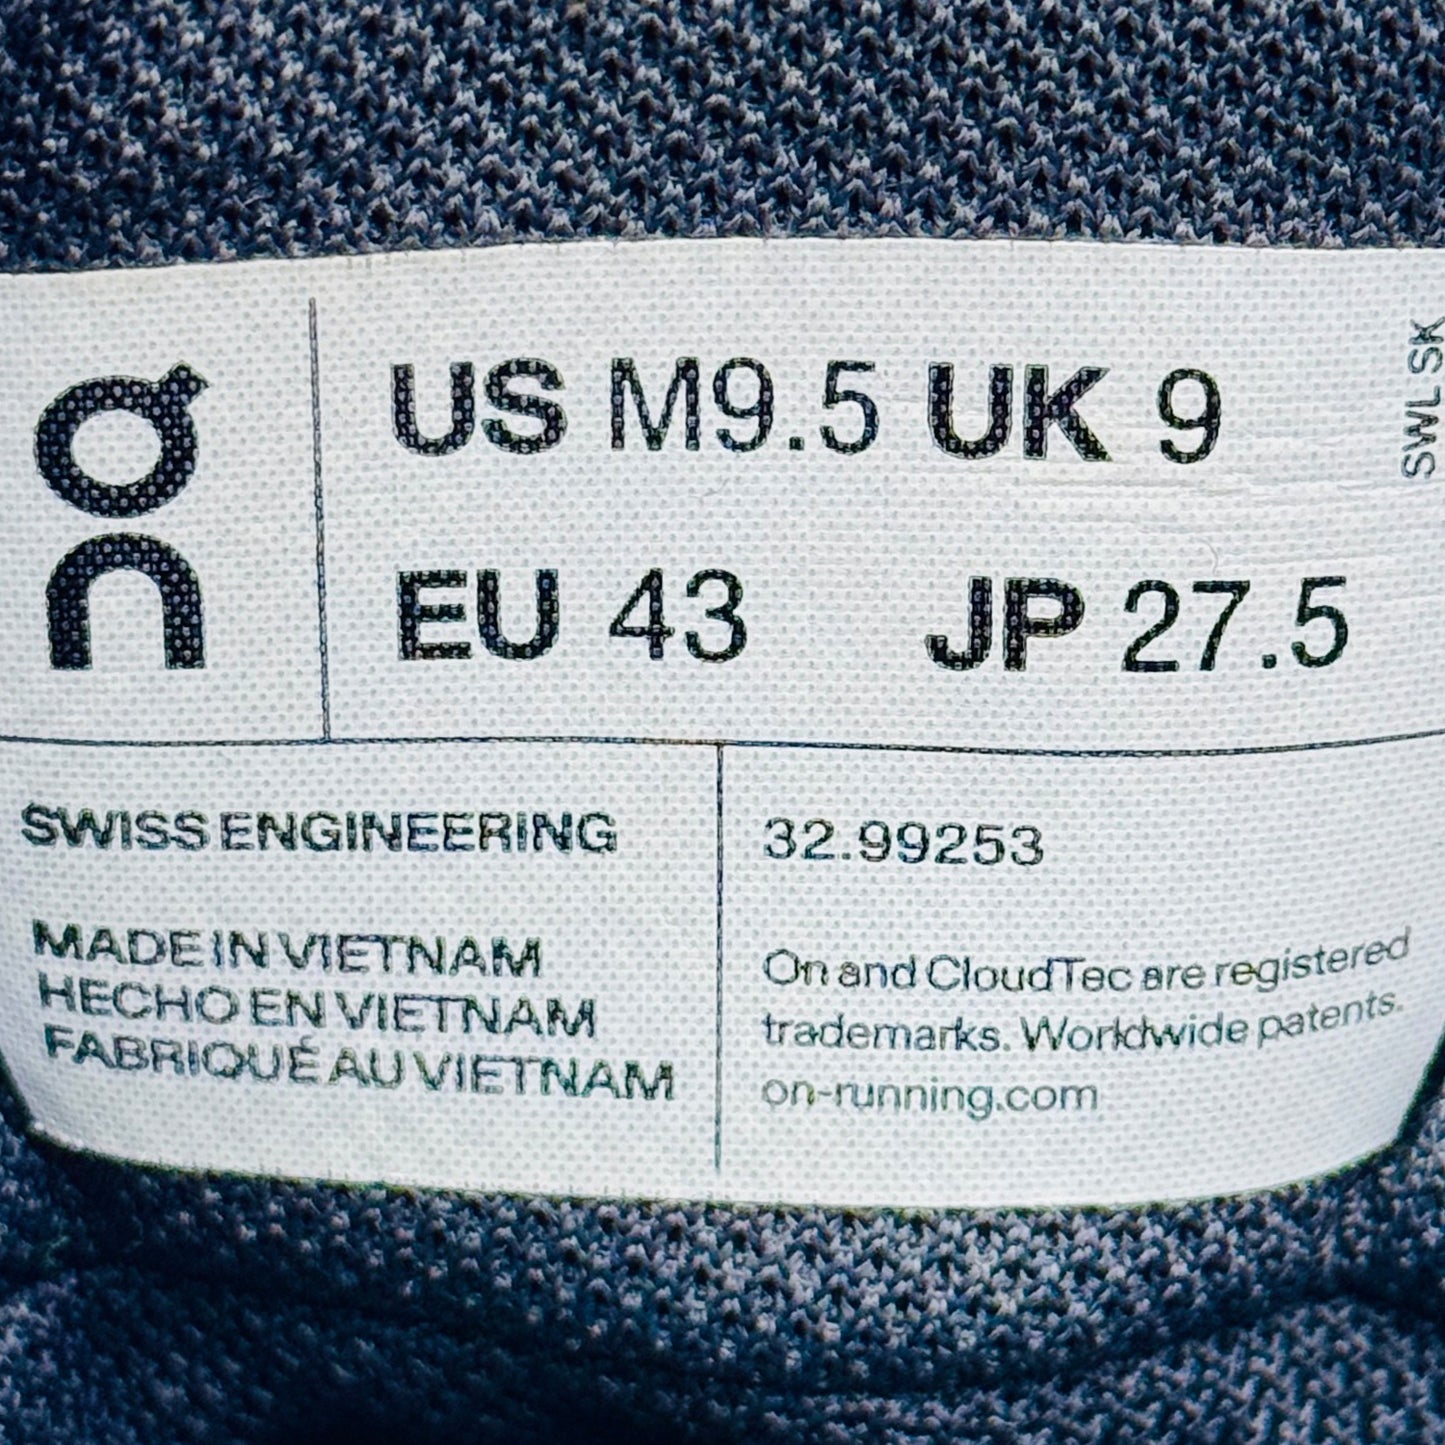 On
US M9.5 UK 9
EU 43 JP 27.5
SWL SK
SWISS ENGINEERING
MADE IN VIETNAM
HECHO EN VIETNAM
FABRIQUÉ AU VIETNAM
32.99253
On and CloudTec are registered
trademarks. Worldwide patents.
on-running.com